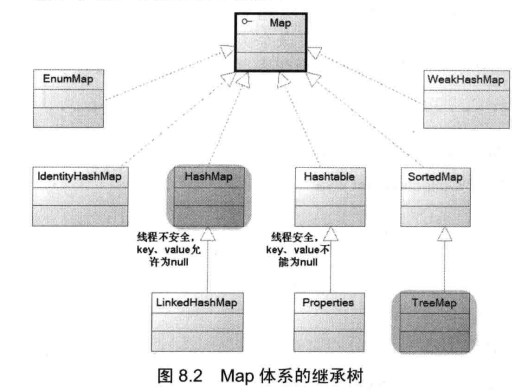 Map
EnumMap
WeakHashMap
IdentityHashMap
HashMap
Hashtable
SortedMap
线程不安全，
key、value允
许为null
线程安全，
key、value不
能为null
LinkedHashMap
Properties
TreeMap
图 8.2 Map 体系的继承树